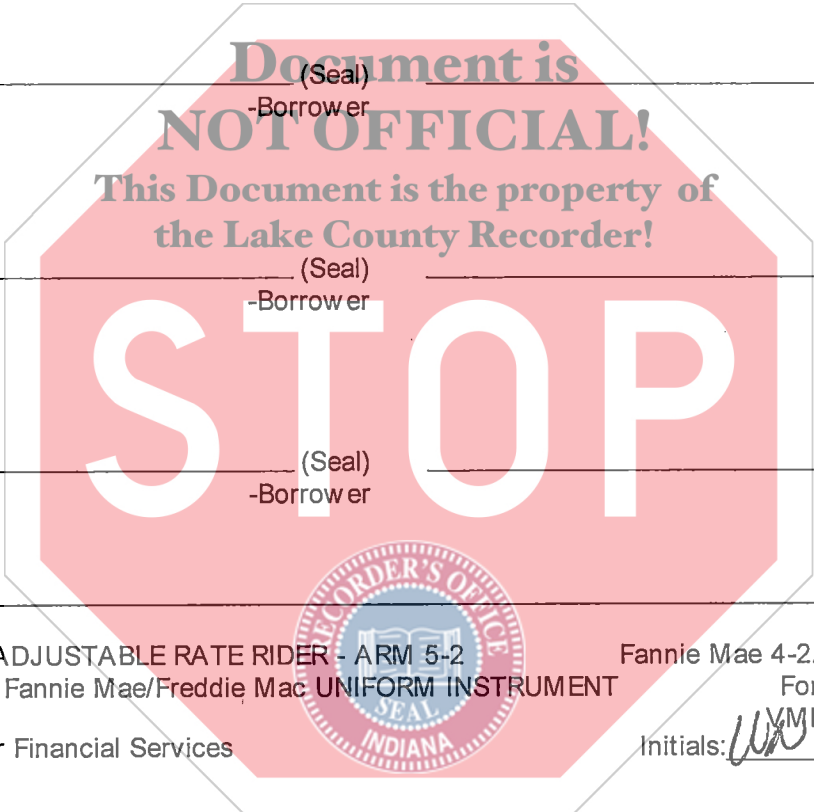 Document is
(Seal)
-Borrower
NOT OFFICIAL!
This Document is the property of
the Lake County Recorder!
(Seal)
-Borrower
STOP
(Seal)
-Borrower
RECORDER'S OFFICE
ADJUSTABLE RATE RIDER - ARM 5-2
Fannie Mae 4-2
Fannie Mae/Freddie Mac UNIFORM INSTRUMENT
SEAL
INDIANA
Financial Services
Initials: